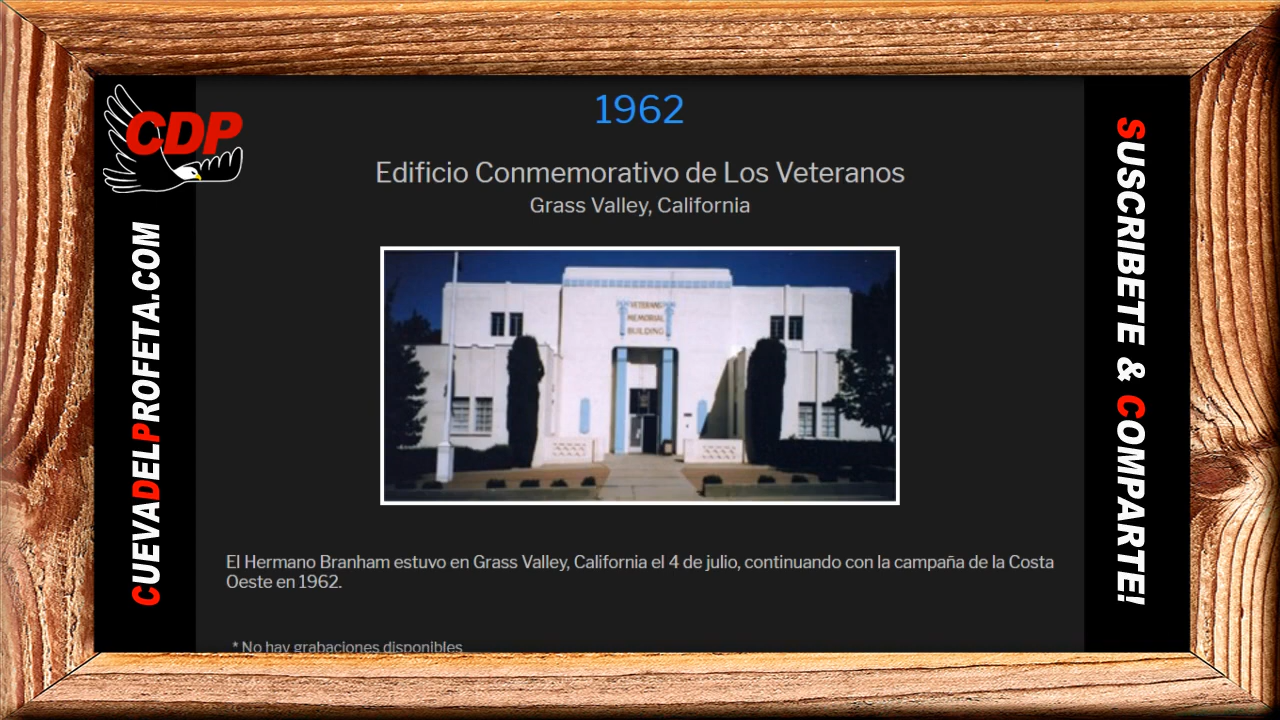 1962
CDP
Edificio Conmemorativo de Los Veteranos
Grass Valley, California
VETERANS
MEMORIAL
BUILDING
CUEVADELPROFETA.COM
SUSCRIBETE & COMPARTE!
El Hermano Branham estuvo en Grass Valley, California el 4 de julio, continuando con la campaña de la Costa
Oeste en 1962.
* No hay grabaciones disponibles